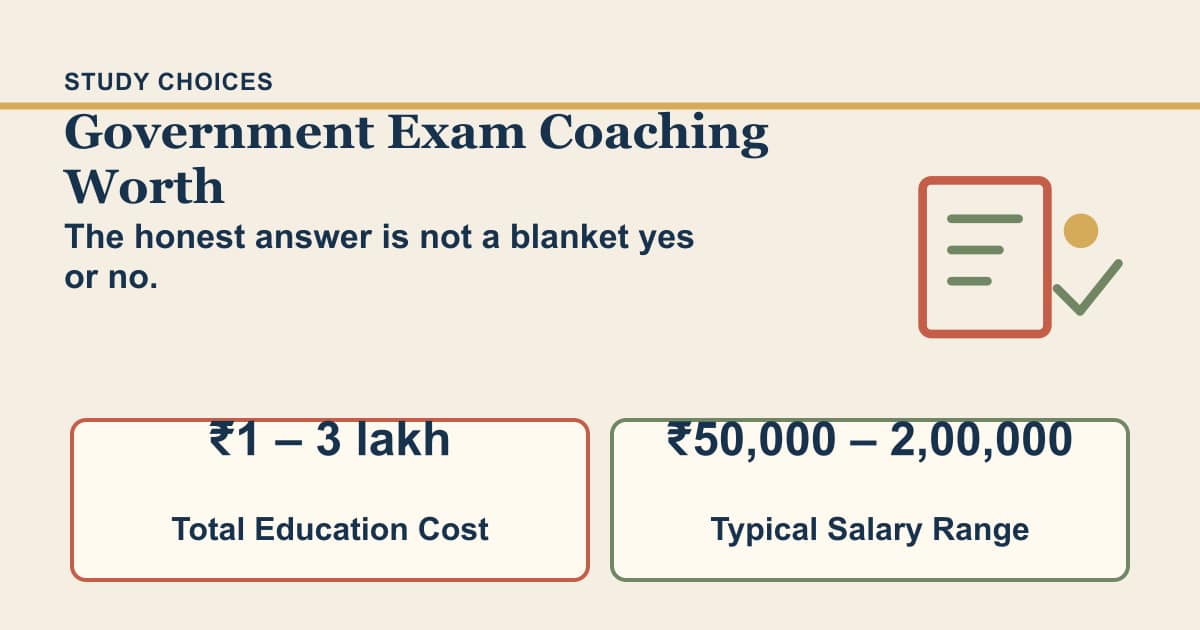 STUDY CHOICES
Government Exam Coaching
Worth
The honest answer is not a blanket yes
or no.
₹1 – 3 lakh
Total Education Cost
₹50,000 – 2,00,000
Typical Salary Range